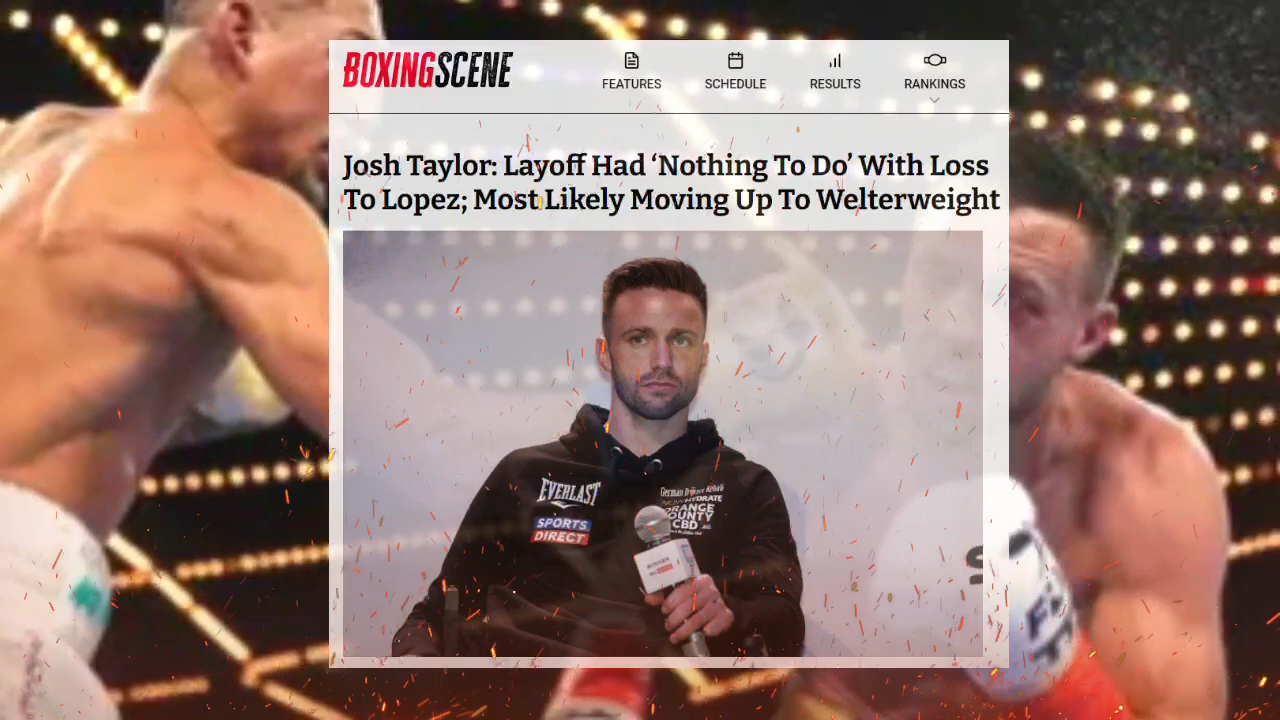 BOXINGSCENE
FEATURES
SCHEDULE
RESULTS
RANKINGS
Josh Taylor: Layoff Had ‘Nothing To Do’ With Loss
To Lopez; Most Likely Moving Up To Welterweight
EVERLAST
SPORTS
DIRECT
German
ORANGE
COUNTY
CBD